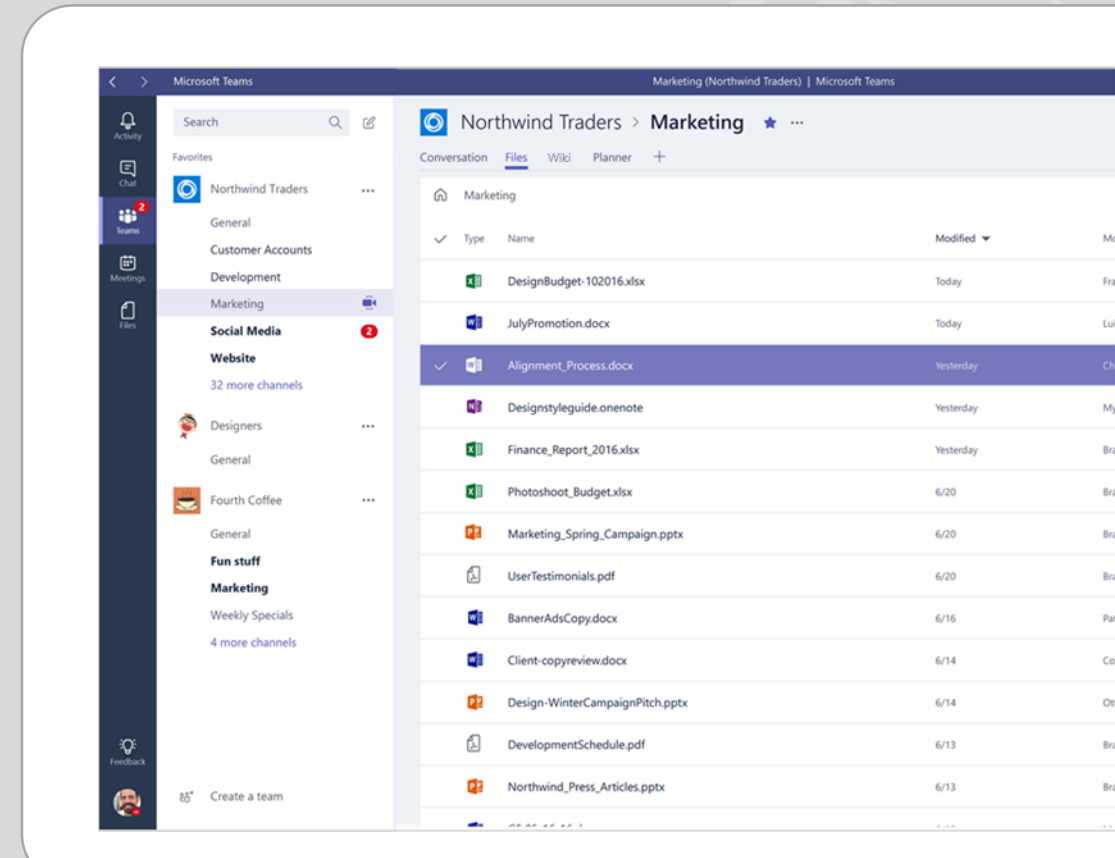 Microsoft Teams
Marketing (Northwind Traders) | Microsoft Teams
Activity
Chat
2
Teams
Meetings
Files
Feedback
Search
Favorites
Northwind Traders
General
Customer Accounts
Development
Marketing
Social Media 2
Website
32 more channels
Designers
General
Fourth Coffee
General
Fun stuff
Marketing
Weekly Specials
4 more channels
Create a team
Northwind Traders > Marketing
Conversation Files Wiki Planner
Marketing
Type Name Modified
DesignBudget-102016.xlsx Today
JulyPromotion.docx Today
Alignment_Process.docx Yesterday
Designstyleguide.onenote Yesterday
Finance_Report_2016.xlsx Yesterday
Photoshoot_Budget.xlsx 6/20
Marketing_Spring_Campaign.pptx 6/20
UserTestimonials.pdf 6/20
BannerAdsCopy.docx 6/16
Client-copyreview.docx 6/14
Design-WinterCampaignPitch.pptx 6/14
DevelopmentSchedule.pdf 6/13
Northwind_Press_Articles.pptx 6/13